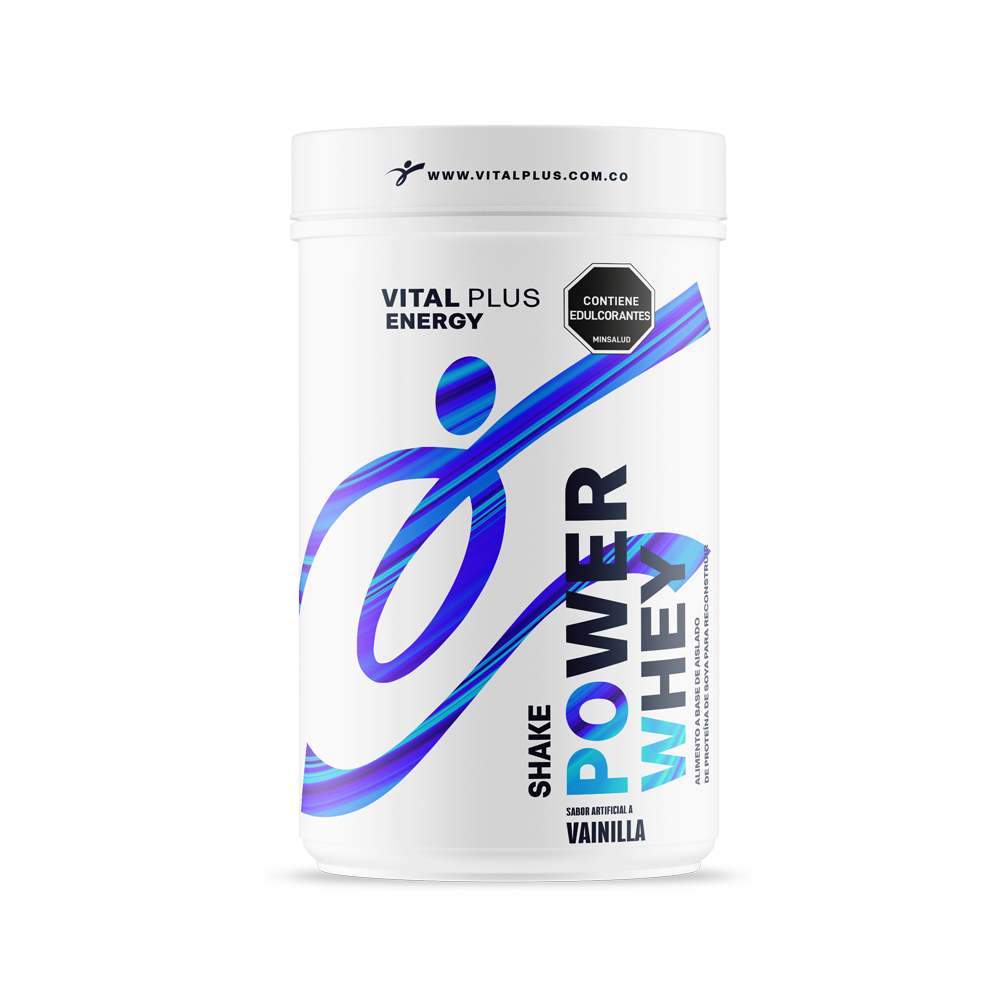 WWW.VITALPLUS.COM.CO
VITAL PLUS
ENERGY
CONTIENE
EDULCORANTES
MINSALUD
SHAKE
POWER
WHEY
ALIMENTO A BASE DE AISLADO
DE PROTEÍNA DE SOYA PARA RECONSTRUIR
SABOR ARTIFICIAL A
VAINILLA